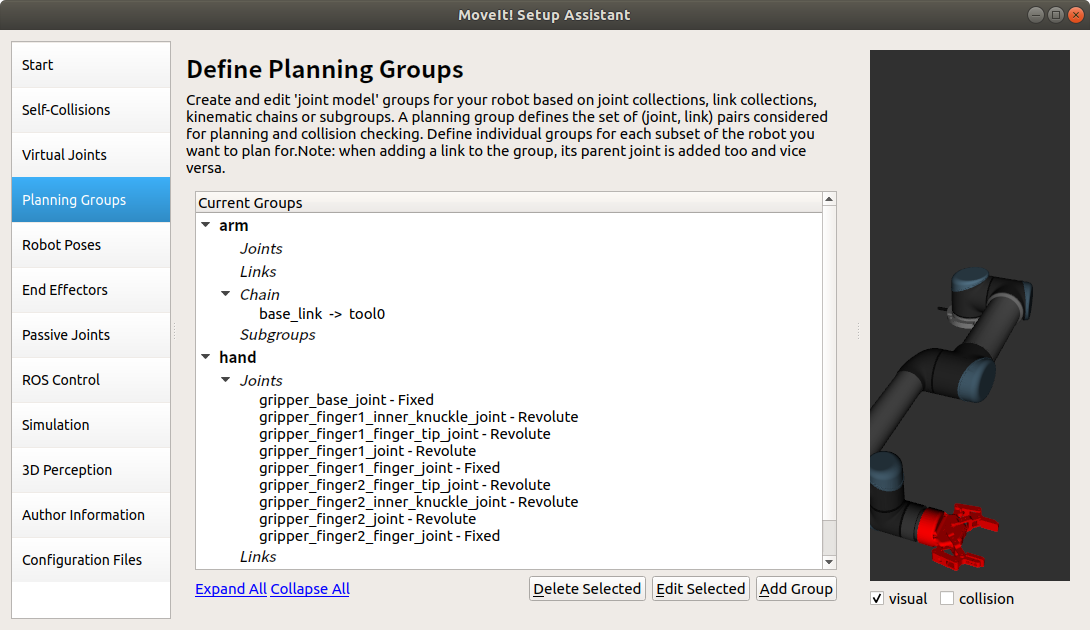 MoveIt! Setup Assistant
Start
Self-Collisions
Virtual Joints
Planning Groups
Robot Poses
End Effectors
Passive Joints
ROS Control
Simulation
3D Perception
Author Information
Configuration Files
Define Planning Groups
Create and edit 'joint model' groups for your robot based on joint collections, link collections,
kinematic chains or subgroups. A planning group defines the set of (joint, link) pairs considered
for planning and collision checking. Define individual groups for each subset of the robot you
want to plan for.Note: when adding a link to the group, its parent joint is added too and vice
versa.
Current Groups
arm
Joints
Links
Chain
base_link -> tool0
Subgroups
hand
Joints
gripper_base_joint - Fixed
gripper_finger1_inner_knuckle_joint - Revolute
gripper_finger1_finger_tip_joint - Revolute
gripper_finger1_joint - Revolute
gripper_finger1_finger_joint - Fixed
gripper_finger2_finger_tip_joint - Revolute
gripper_finger2_inner_knuckle_joint - Revolute
gripper_finger2_joint - Revolute
gripper_finger2_finger_joint - Fixed
Links
Expand All Collapse All
Delete Selected
Edit Selected
Add Group
visual
collision